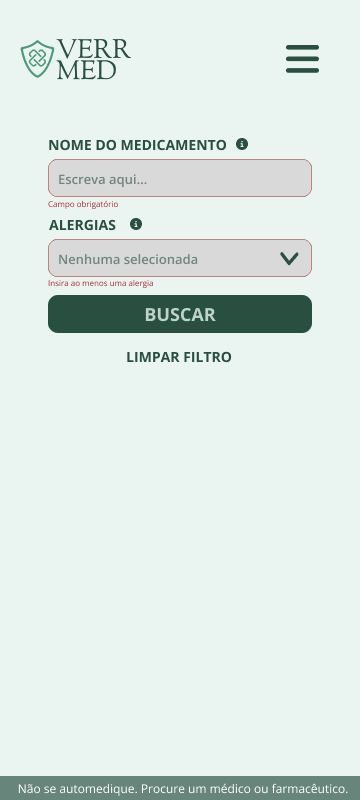 VERR
MED
NOME DO MEDICAMENTO
Escreva aqui...
Campo obrigatório
ALERGIAS
Nenhuma selecionada
Insira ao menos uma alergia
BUSCAR
LIMPAR FILTRO
Não se automedique. Procure um médico ou farmacêutico.